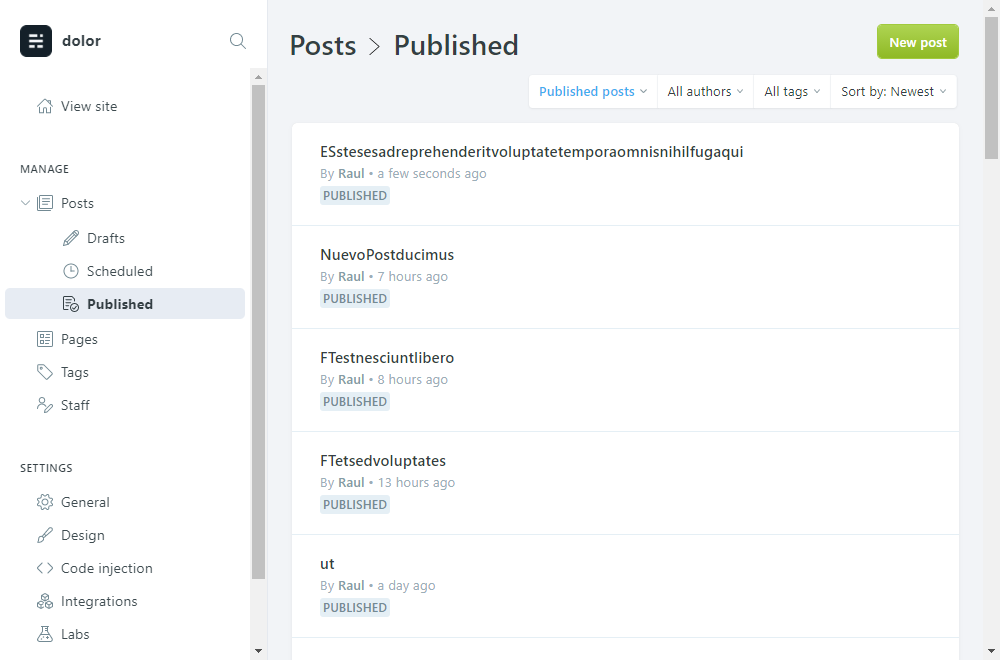 dolor
View site
MANAGE
Posts
Drafts
Scheduled
Published
Pages
Tags
Staff
SETTINGS
General
Design
Code injection
Integrations
Labs
Posts > Published
New post
Published posts
All authors
All tags
Sort by: Newest
ESstesesadreprehenderitvoluptatetemporaomnisnihilfugaqui
By Raul • a few seconds ago
PUBLISHED
NuevoPostducimus
By Raul • 7 hours ago
PUBLISHED
FTestnesciuntlibero
By Raul • 8 hours ago
PUBLISHED
FTetsedvoluptates
By Raul • 13 hours ago
PUBLISHED
ut
By Raul • a day ago
PUBLISHED